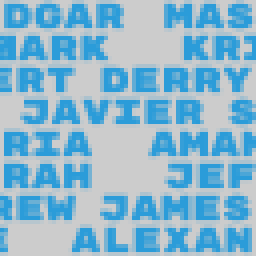 DGAR MAS
MARK KRI
ERT DERRY
JAVIER S
RIA AMAN
RAH JEF
REW JAMES
E ALEXAN